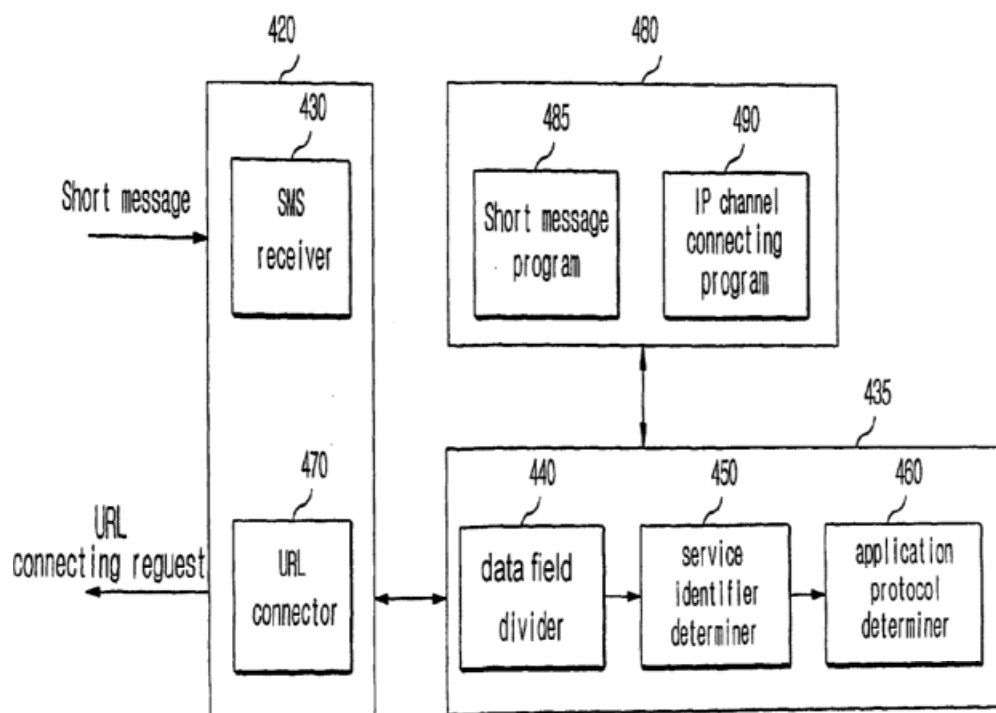 420
480
430
485
490
Short message
SMS
receiver
Short message
program
IP channel
connecting
program
435
470
440
450
460
URL
connecting reguest
URL
connector
data field
divider
service
identifier
determiner
application
protocol
determiner